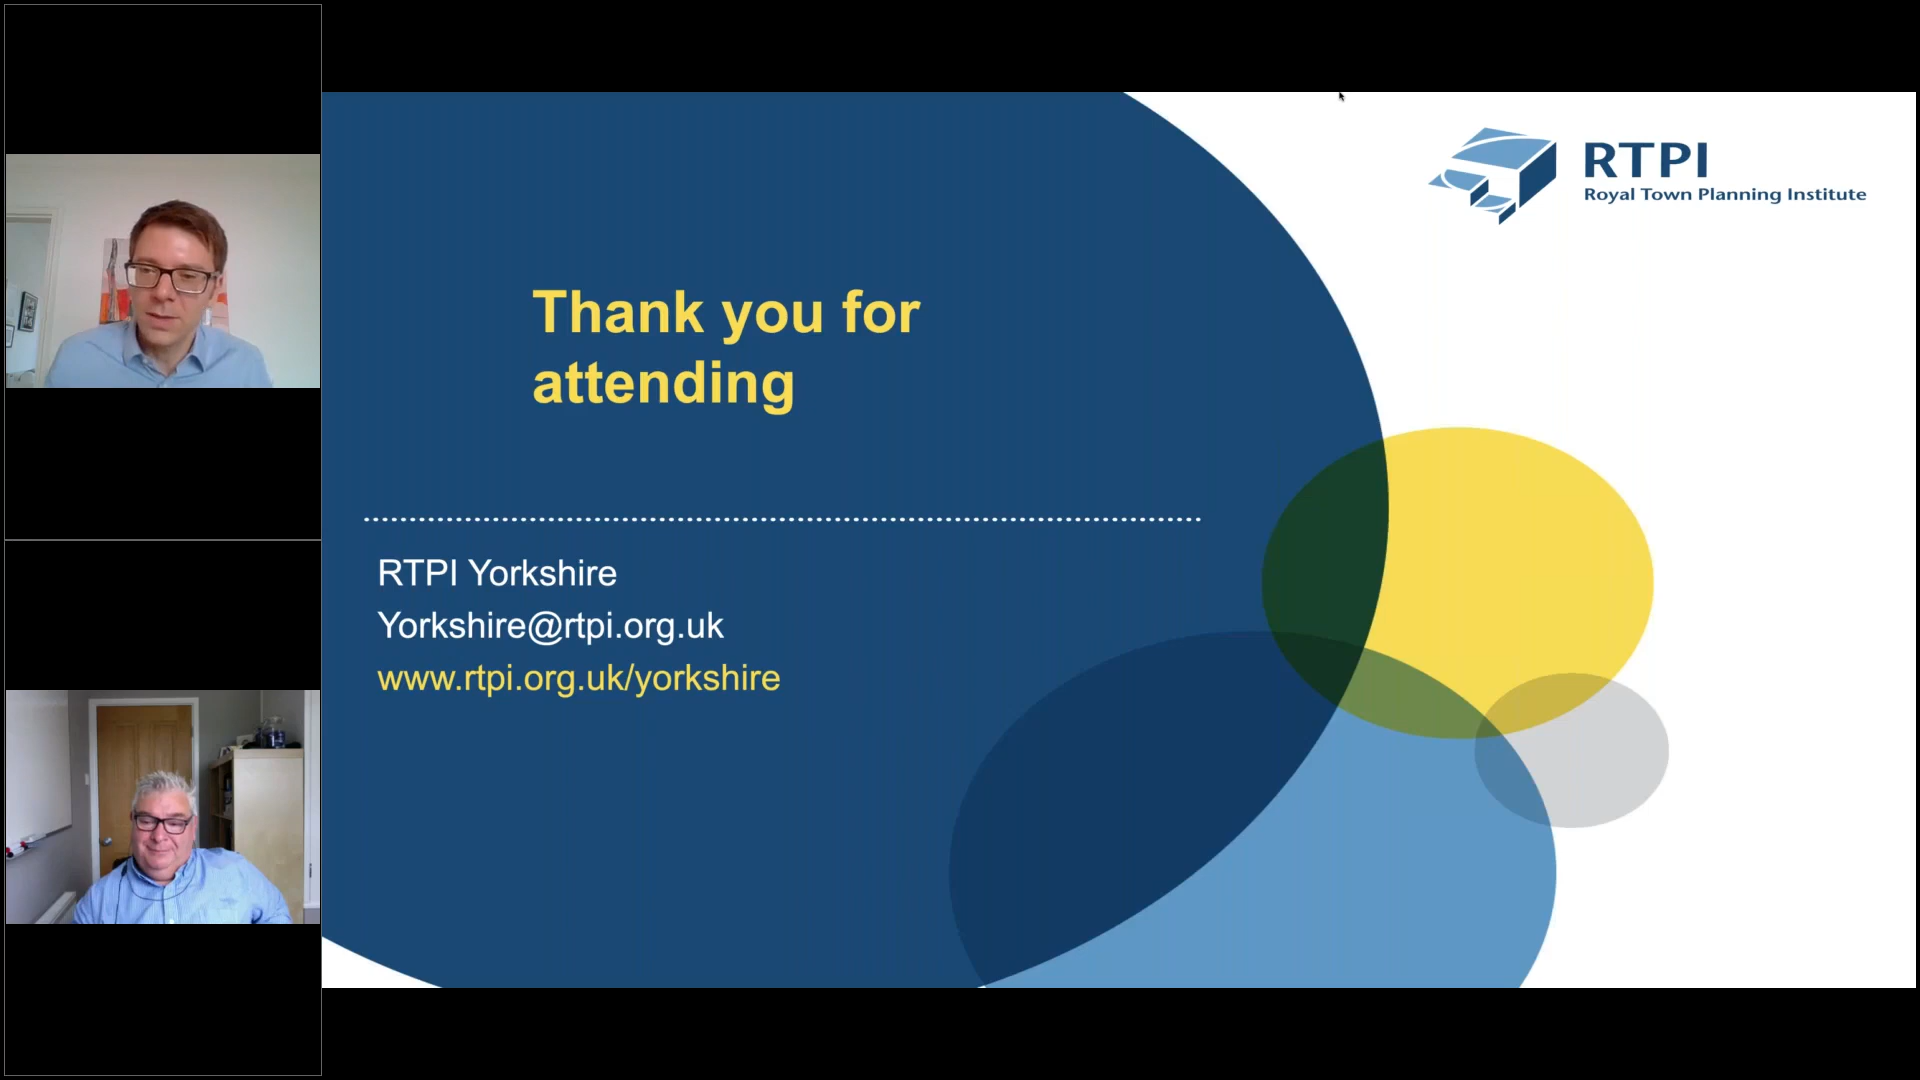 RTPI
Royal Town Planning Institute
Thank you for
attending
RTPI Yorkshire
Yorkshire@rtpi.org.uk
www.rtpi.org.uk/yorkshire